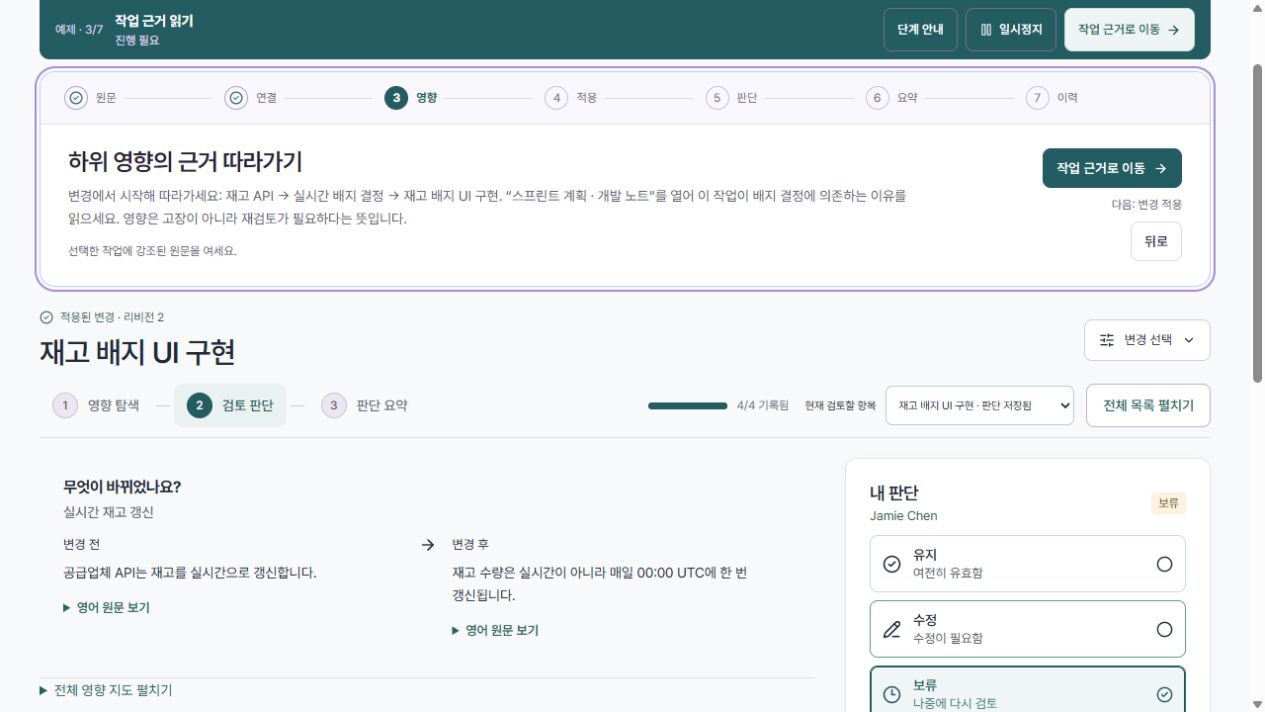 예제 · 3/7
작업 근거 읽기
진행 필요
단계 안내
일시정지
작업 근거로 이동 →
원문
연결
3 영향
4 적용
5 판단
6 요약
7 이력
하위 영향의 근거 따라가기
변경에서 시작해 따라가세요: 재고 API → 실시간 배지 결정 → 재고 배지 UI 구현. “스프린트 계획 · 개발 노트”를 열어 이 작업이 배지 결정에 의존하는 이유를
읽으세요. 영향은 고장이 아니라 재검토가 필요하다는 뜻입니다.
선택한 작업에 강조된 원문을 여세요.
작업 근거로 이동 →
다음: 변경 적용
뒤로
적용된 변경 · 리비전 2
재고 배지 UI 구현
변경 선택
1 영향 탐색
2 검토 판단
3 판단 요약
4/4 기록됨
현재 검토할 항목
재고 배지 UI 구현 · 판단 저장됨
전체 목록 펼치기
무엇이 바뀌었나요?
실시간 재고 갱신
변경 전
공급업체 API는 재고를 실시간으로 갱신합니다.
▶ 영어 원문 보기
→ 변경 후
재고 수량은 실시간이 아니라 매일 00:00 UTC에 한 번
갱신됩니다.
▶ 영어 원문 보기
▶ 전체 영향 지도 펼치기
내 판단
Jamie Chen
보류
유지
여전히 유효함
수정
수정이 필요함
보류
나중에 다시 검토